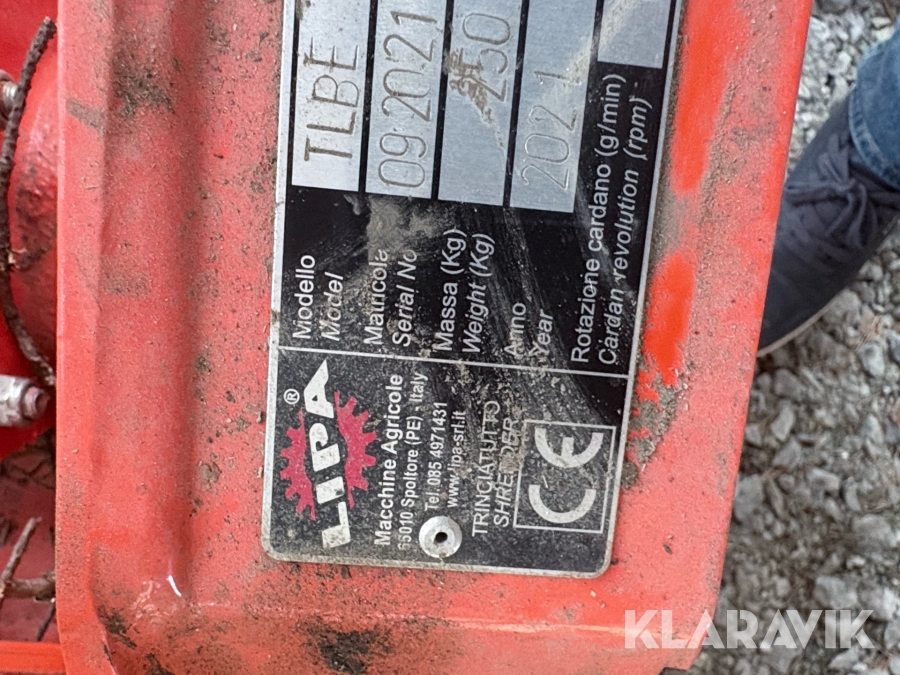 LIPA®
Macchine Agricole
65010 Spoltore (PE) - Italy
Tel. 085 4971431
www.lipa-srl.it
TRINCIATUTTO
SHREDDER
CE
Modello
Model
TLBE
Matricola
Serial No
09 2021
Massa (Kg)
Weight (Kg)
250
Anno
Year
2021
Rotazione cardano (g/min)
Cardan revolution (rpm)
KLARAVIK